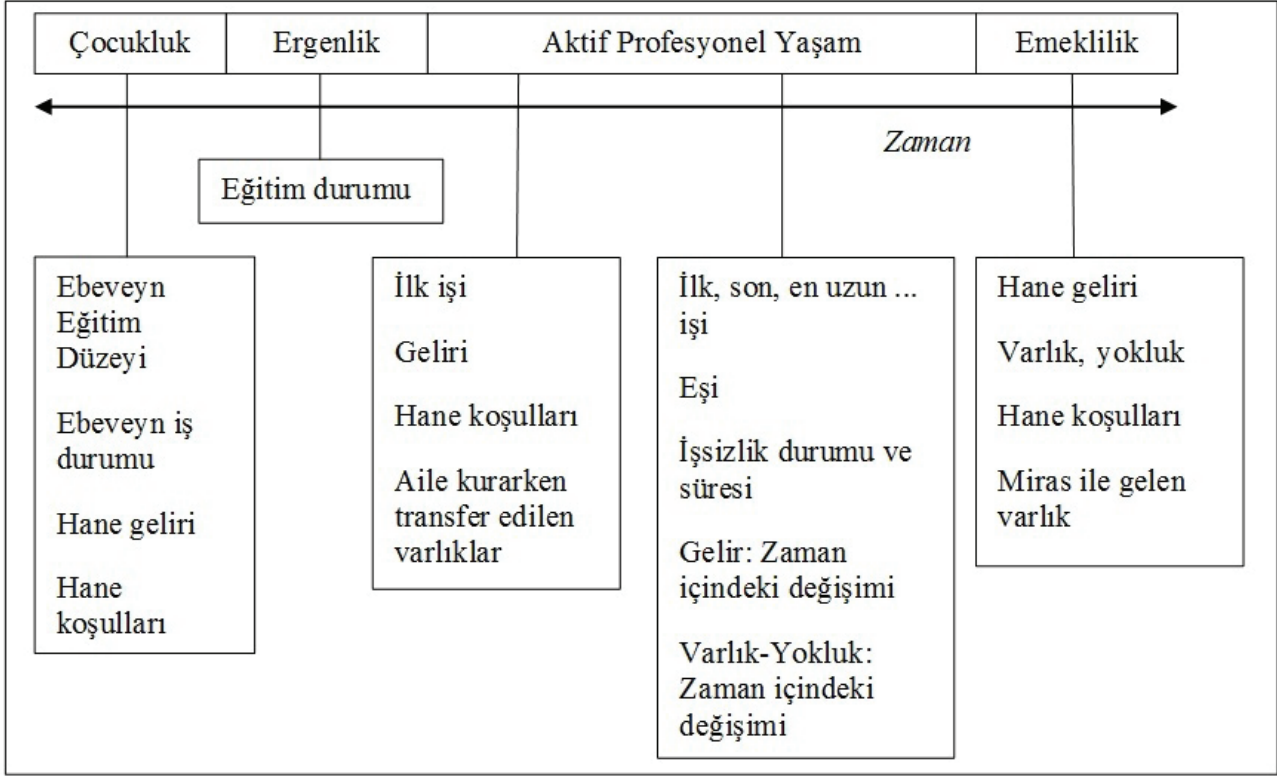 Çocukluk
Ergenlik
Aktif Profesyonel Yaşam
Emeklilik
Zaman
Eğitim durumu
Ebeveyn
Eğitim
Düzeyi
Ebeveyn iş
durumu
Hane geliri
Hane
koşulları
İlk işi
Geliri
Hane koşulları
Aile kurarken
transfer edilen
varlıklar
İlk, son, en uzun ...
işi
Eşi
İşsizlik durumu ve
süresi
Gelir: Zaman
içindeki değişimi
Varlık-Yokluk:
Zaman içindeki
değişimi
Hane geliri
Varlık, yokluk
Hane koşulları
Miras ile gelen
varlık